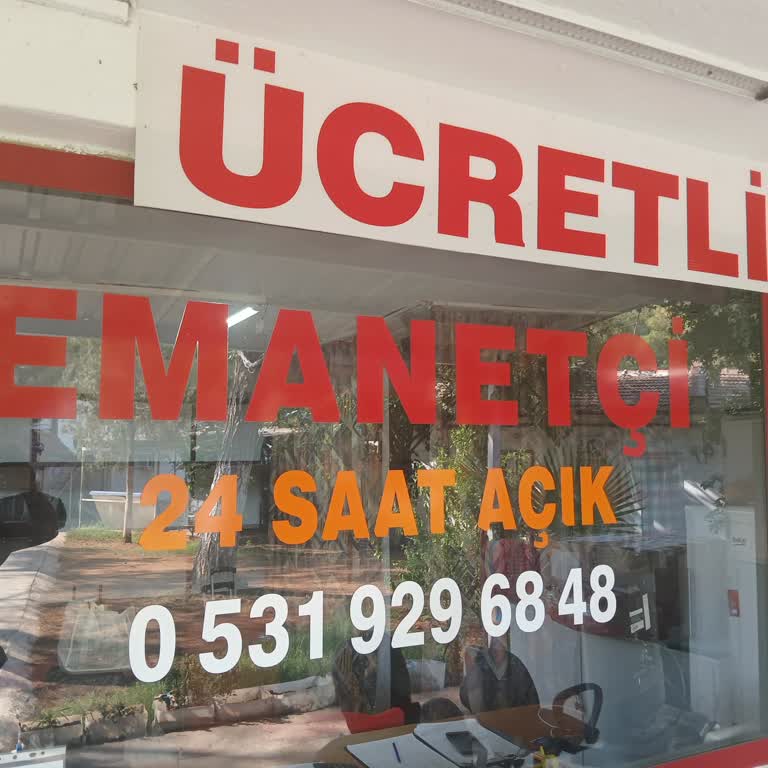 ÜCRETLİ
EMANETÇİ
24 SAAT AÇIK
0 531 929 68 48